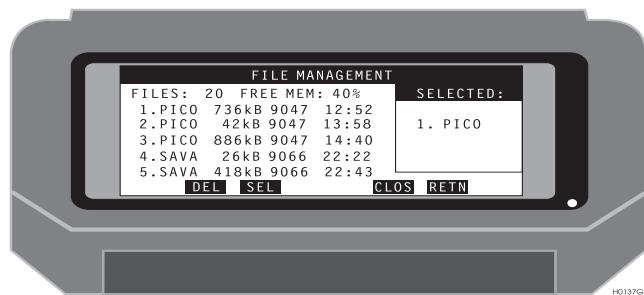 FILE MANAGEMENT
FILES: 20 FREE MEM: 40%
1.PICO 736kB 9047 12:52
2.PICO 42kB 9047 13:58
3.PICO 886kB 9047 14:40
4.SAVA 26kB 9066 22:22
5.SAVA 418kB 9066 22:43
SELECTED:
1. PICO
DEL SEL CLOS RETN
H0137G